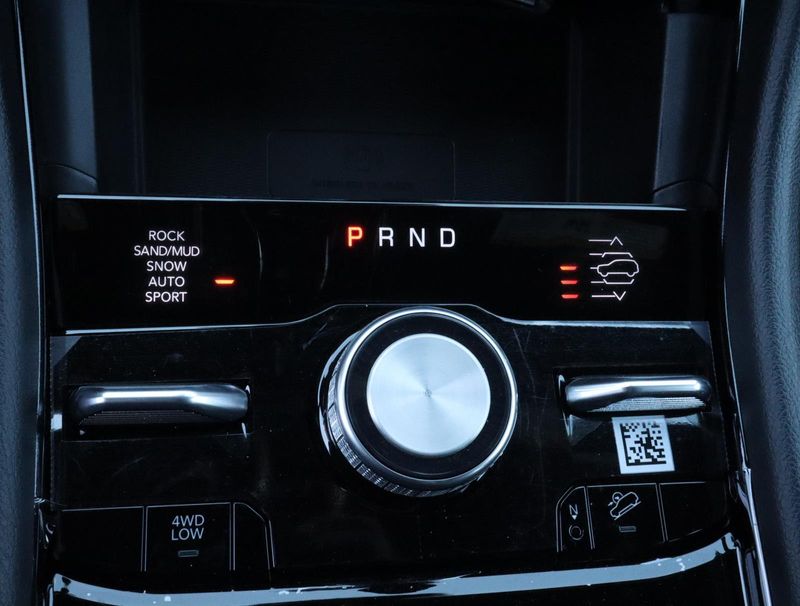 P R N D
ROCK
SAND/MUD
SNOW
AUTO
SPORT
4WD
LOW
N